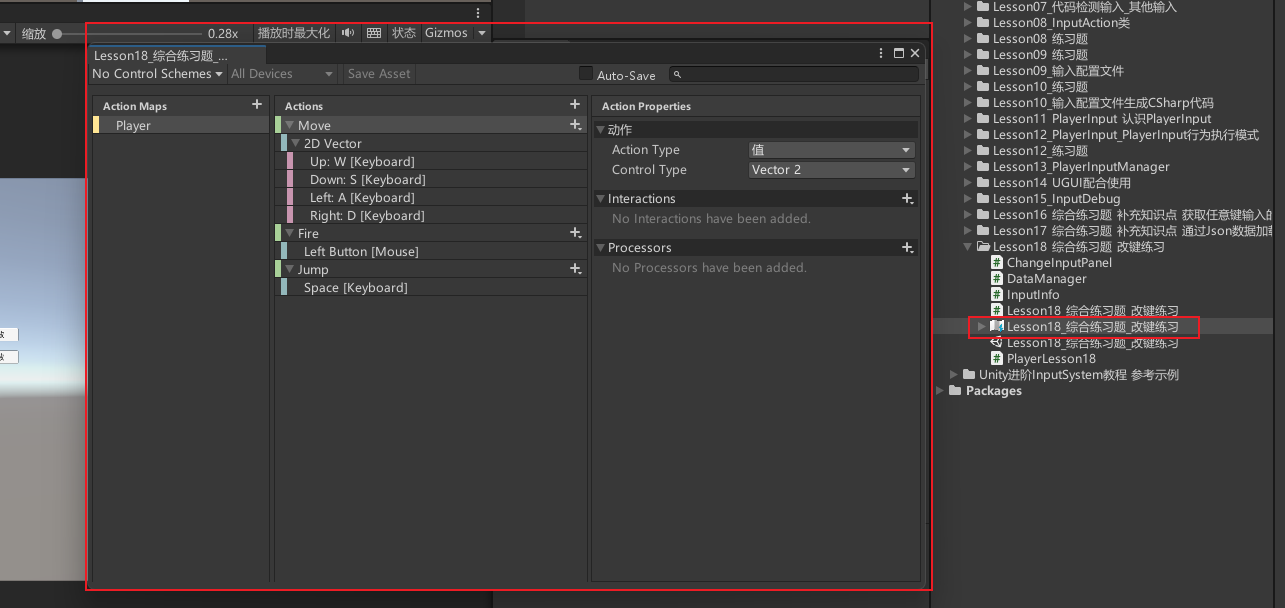 缩放 0.28x 播放时最大化 状态 Gizmos
Lesson18_综合练习题_...
No Control Schemes All Devices Save Asset Auto-Save
Action Maps
Player
Actions
Move
2D Vector
Up: W [Keyboard]
Down: S [Keyboard]
Left: A [Keyboard]
Right: D [Keyboard]
Fire
Left Button [Mouse]
Jump
Space [Keyboard]
Action Properties
动作
Action Type 值
Control Type Vector 2
Interactions
No Interactions have been added.
Processors
No Processors have been added.
Lesson07_代码检测输入_其他输入
Lesson08_InputAction类
Lesson08_练习题
Lesson09_练习题
Lesson09_输入配置文件
Lesson10_练习题
Lesson10_输入配置文件生成CSharp代码
Lesson11_PlayerInput_认识PlayerInput
Lesson12_PlayerInput_PlayerInput行为执行模式
Lesson12_练习题
Lesson13_PlayerInputManager
Lesson14_UGUI配合使用
Lesson15_InputDebug
Lesson16_综合练习题_补充知识点_获取任意键输入的
Lesson17_综合练习题_补充知识点_通过Json数据加载
Lesson18_综合练习题_改键练习
ChangeInputPanel
DataManager
InputInfo
Lesson18_综合练习题_改键练习
Lesson18_综合练习题_改键练习
Lesson18_综合练习题_改键练习
PlayerLesson18
Unity进阶InputSystem教程_参考示例
Packages